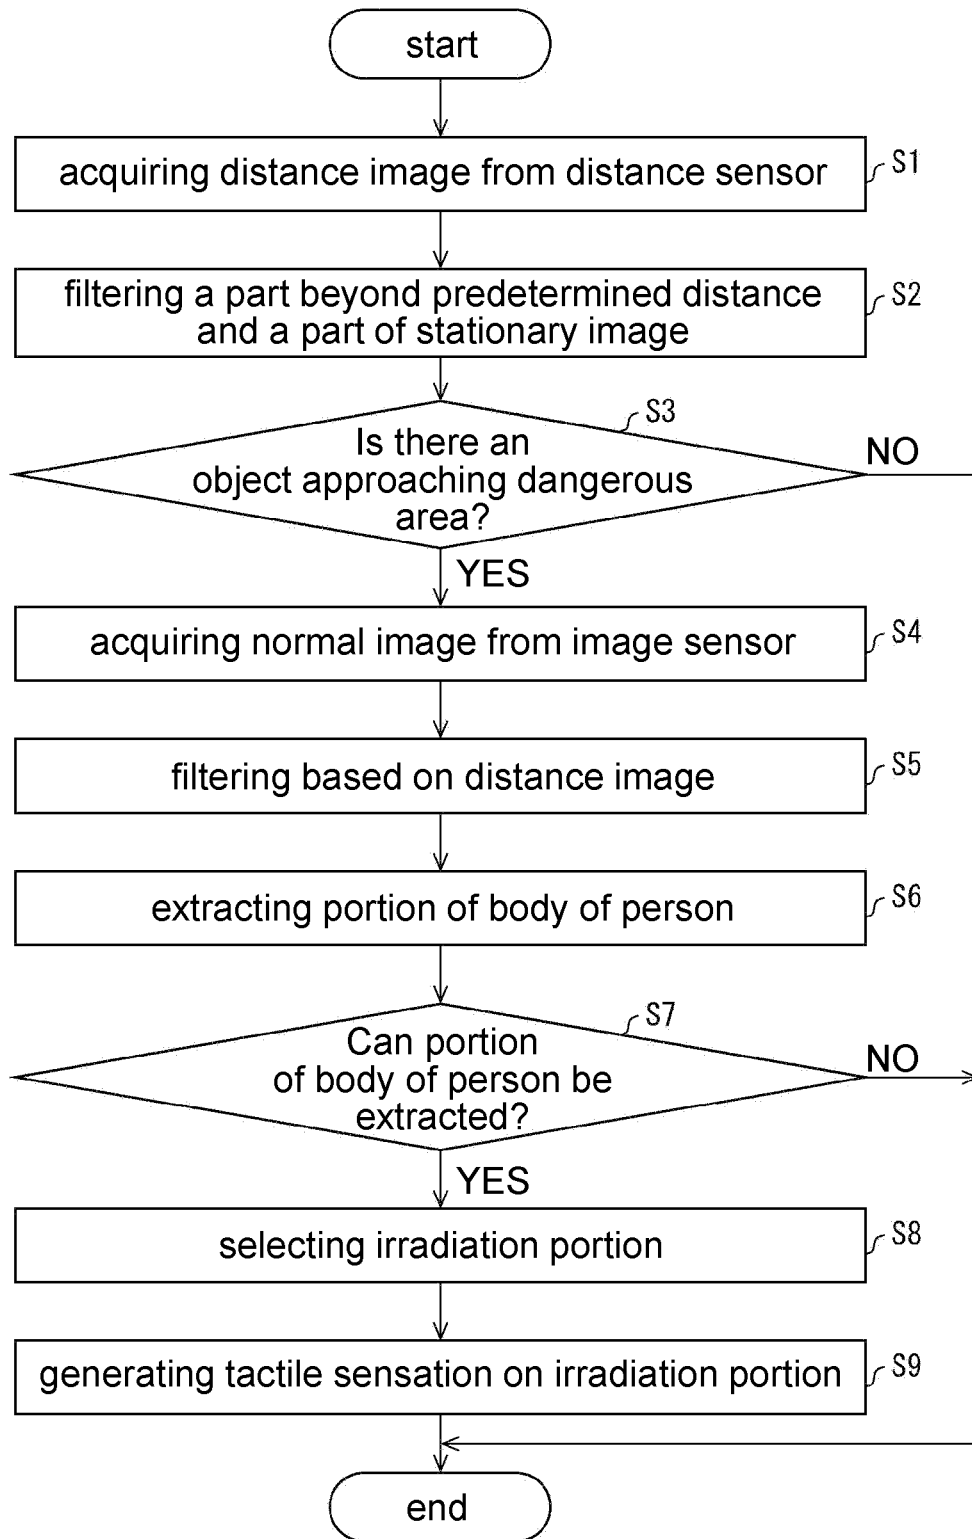 start
acquiring distance image from distance sensor
S1
filtering a part beyond predetermined distance
and a part of stationary image
S2
S3
Is there an
object approaching dangerous
area?
NO
YES
acquiring normal image from image sensor
S4
filtering based on distance image
S5
extracting portion of body of person
S6
S7
Can portion
of body of person be
extracted?
NO
YES
selecting irradiation portion
S8
generating tactile sensation on irradiation portion
S9
end